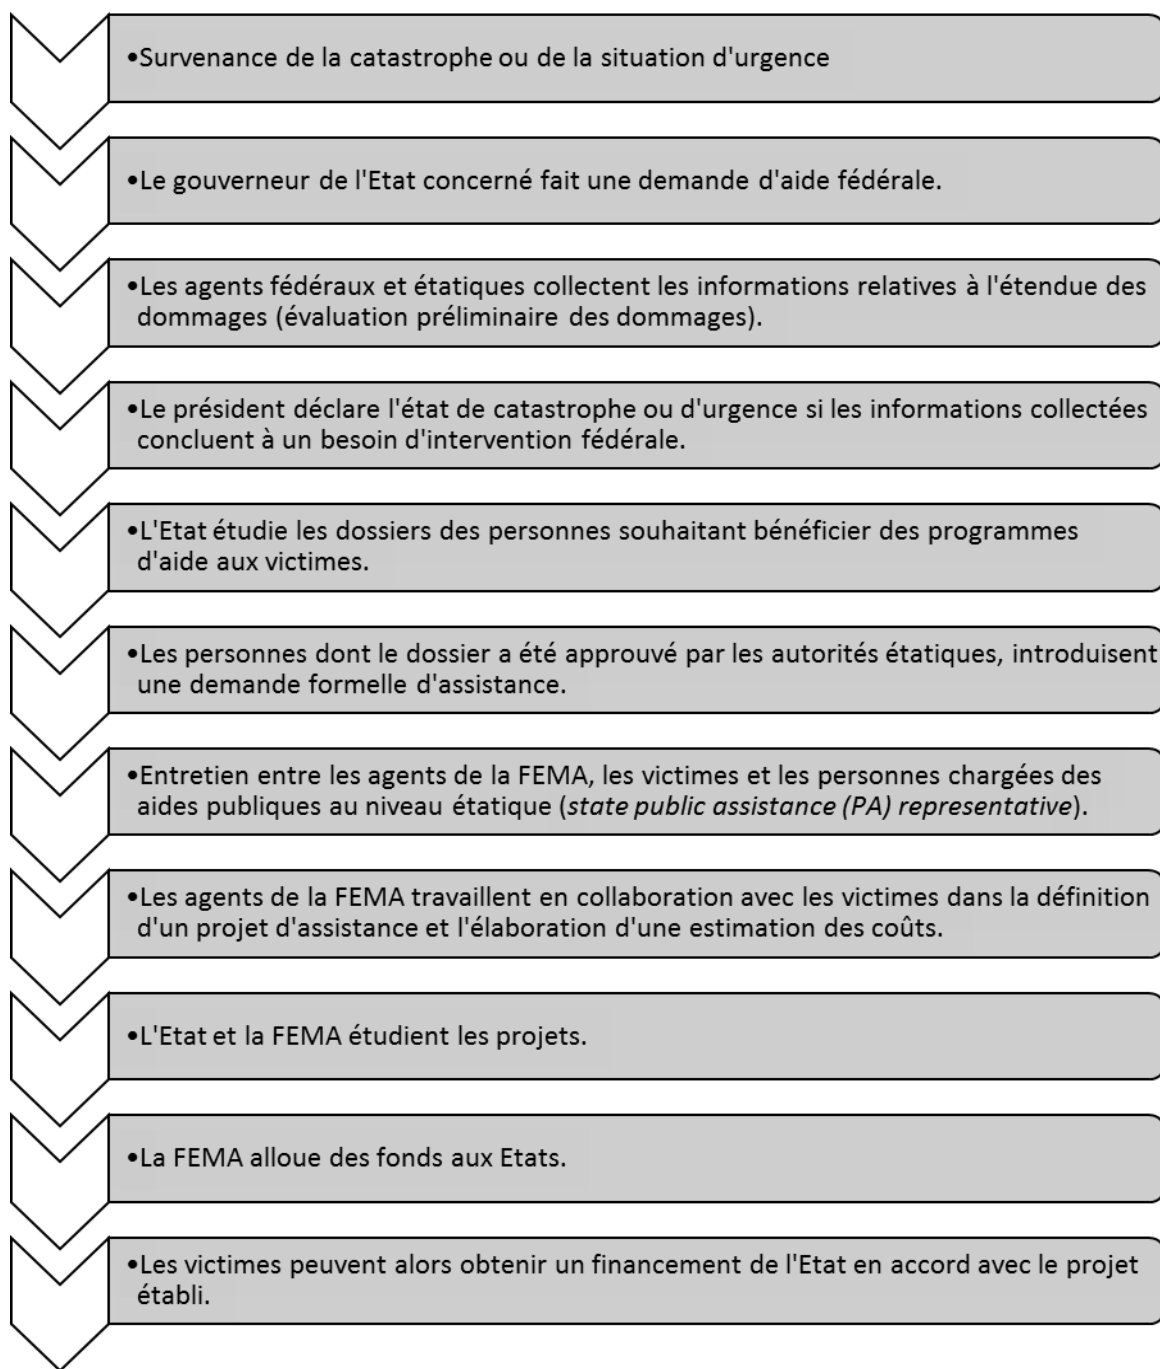 •Survenance de la catastrophe ou de la situation d'urgence
•Le gouverneur de l'Etat concerné fait une demande d'aide fédérale.
•Les agents fédéraux et étatiques collectent les informations relatives à l'étendue des
dommages (évaluation préliminaire des dommages).
•Le président déclare l'état de catastrophe ou d'urgence si les informations collectées
concluent à un besoin d'intervention fédérale.
•L'Etat étudie les dossiers des personnes souhaitant bénéficier des programmes
d'aide aux victimes.
•Les personnes dont le dossier a été approuvé par les autorités étatiques, introduisent
une demande formelle d'assistance.
•Entretien entre les agents de la FEMA, les victimes et les personnes chargées des
aides publiques au niveau étatique (state public assistance (PA) representative).
•Les agents de la FEMA travaillent en collaboration avec les victimes dans la définition
d'un projet d'assistance et l'élaboration d'une estimation des coûts.
•L'Etat et la FEMA étudient les projets.
•La FEMA alloue des fonds aux Etats.
•Les victimes peuvent alors obtenir un financement de l'Etat en accord avec le projet
établi.